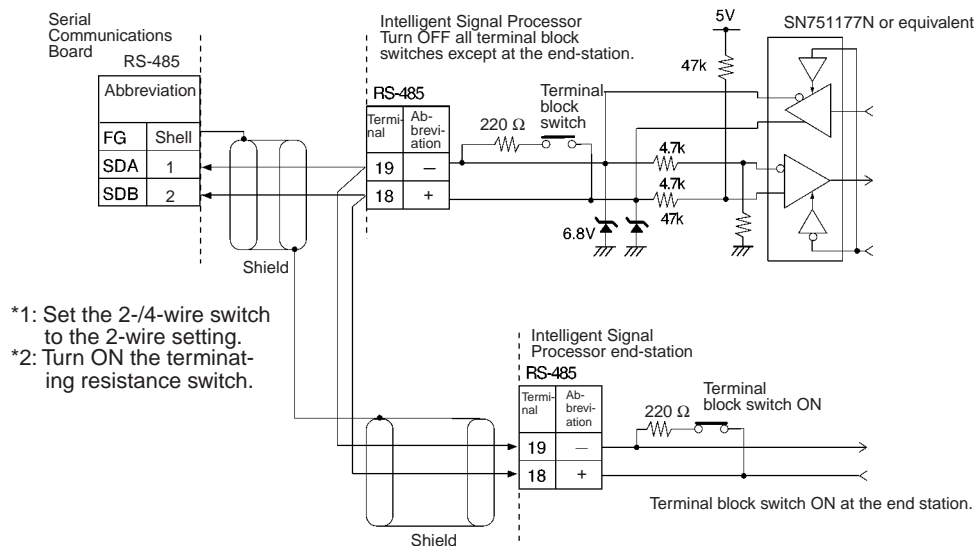 Serial
Communications
Board
RS-485
Abbreviation
FG Shell
SDA 1
SDB 2
Shield
Intelligent Signal Processor
Turn OFF all terminal block
switches except at the end-station.
RS-485
Termi-
nal
Ab-
brevi-
ation
19 –
18 +
220 Ω
Terminal
block
switch
5V
47k
4.7k
4.7k
47k
6.8V
SN751177N or equivalent
*1: Set the 2-/4-wire switch
to the 2-wire setting.
*2: Turn ON the terminat-
ing resistance switch.
Intelligent Signal
Processor end-station
RS-485
Termi-
nal
Ab-
brevi-
ation
19 –
18 +
220 Ω
Terminal
block switch ON
Terminal block switch ON at the end station.
Shield